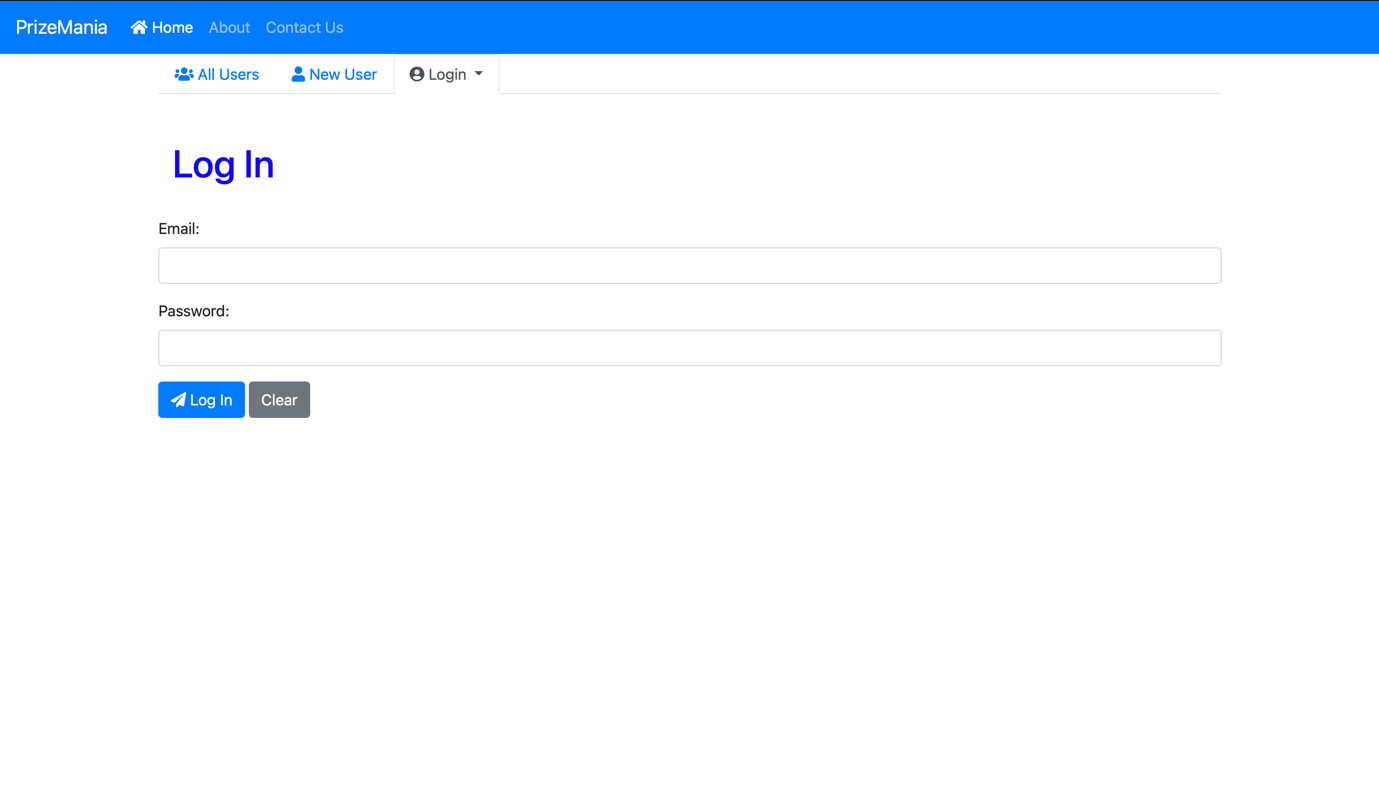 PrizeMania Home About Contact Us
All Users New User Login
Log In
Email:
Password:
Log In Clear